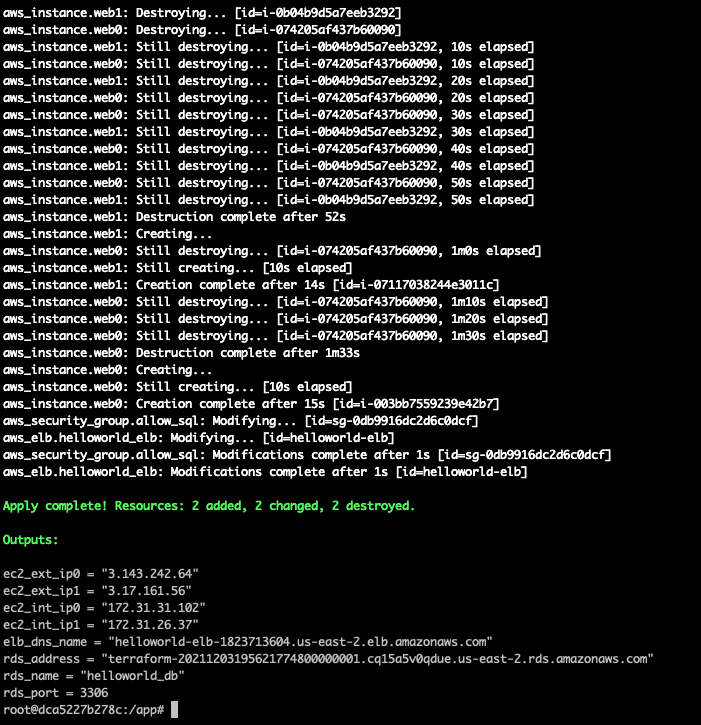 aws_instance.web1: Destroying... [id=i-0b04b9d5a7eeb3292]
aws_instance.web0: Destroying... [id=i-074205af437b60090]
aws_instance.web1: Still destroying... [id=i-0b04b9d5a7eeb3292, 10s elapsed]
aws_instance.web0: Still destroying... [id=i-074205af437b60090, 10s elapsed]
aws_instance.web1: Still destroying... [id=i-0b04b9d5a7eeb3292, 20s elapsed]
aws_instance.web0: Still destroying... [id=i-074205af437b60090, 20s elapsed]
aws_instance.web0: Still destroying... [id=i-074205af437b60090, 30s elapsed]
aws_instance.web1: Still destroying... [id=i-0b04b9d5a7eeb3292, 30s elapsed]
aws_instance.web0: Still destroying... [id=i-074205af437b60090, 40s elapsed]
aws_instance.web1: Still destroying... [id=i-0b04b9d5a7eeb3292, 40s elapsed]
aws_instance.web0: Still destroying... [id=i-074205af437b60090, 50s elapsed]
aws_instance.web1: Still destroying... [id=i-0b04b9d5a7eeb3292, 50s elapsed]
aws_instance.web1: Destruction complete after 52s
aws_instance.web1: Creating...
aws_instance.web0: Still destroying... [id=i-074205af437b60090, 1m0s elapsed]
aws_instance.web1: Still creating... [10s elapsed]
aws_instance.web1: Creation complete after 14s [id=i-07117038244e3011c]
aws_instance.web0: Still destroying... [id=i-074205af437b60090, 1m10s elapsed]
aws_instance.web0: Still destroying... [id=i-074205af437b60090, 1m20s elapsed]
aws_instance.web0: Still destroying... [id=i-074205af437b60090, 1m30s elapsed]
aws_instance.web0: Destruction complete after 1m33s
aws_instance.web0: Creating...
aws_instance.web0: Still creating... [10s elapsed]
aws_instance.web0: Creation complete after 15s [id=i-003bb7559239e42b7]
aws_security_group.allow_sql: Modifying... [id=sg-0db9916dc2d6c0dcf]
aws_elb.helloworld_elb: Modifying... [id=helloworld-elb]
aws_security_group.allow_sql: Modifications complete after 1s [id=sg-0db9916dc2d6c0dcf]
aws_elb.helloworld_elb: Modifications complete after 1s [id=helloworld-elb]
Apply complete! Resources: 2 added, 2 changed, 2 destroyed.
Outputs:
ec2_ext_ip0 = "3.143.242.64"
ec2_ext_ip1 = "3.17.161.56"
ec2_int_ip0 = "172.31.31.102"
ec2_int_ip1 = "172.31.26.37"
elb_dns_name = "helloworld-elb-1823713604.us-east-2.elb.amazonaws.com"
rds_address = "terraform-20211203195621774800000001.cq15a5v0qdue.us-east-2.rds.amazonaws.com"
rds_name = "helloworld_db"
rds_port = 3306
root@dca5227b278c:/app#